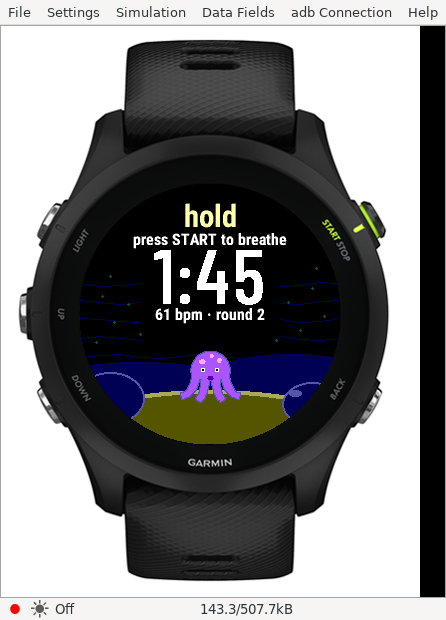 File Settings Simulation Data Fields adb Connection Help
hold
press START to breathe
1:45
61 bpm · round 2
LIGHT
START STOP
UP
DOWN
BACK
GARMIN
Off
143.3/507.7kB